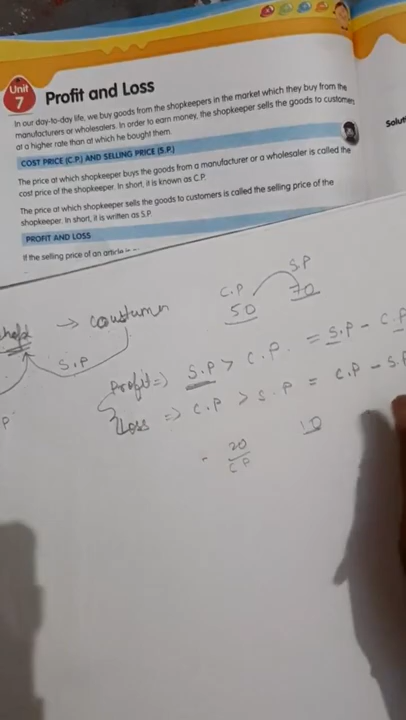 Unit
7
Profit and Loss
In our day-to-day life, we buy goods from the shopkeepers in the market which they buy from the
manufacturers or wholesalers. In order to earn money, the shopkeeper sells the goods to customers
at a higher rate than at which he bought them.
COST PRICE (C.P.) AND SELLING PRICE (S.P.)
The price at which shopkeeper buys the goods from a manufacturer or a wholesaler is called the
cost price of the shopkeeper. In short, it is known as C.P.
The price at which shopkeeper sells the goods to customers is called the selling price of the
shopkeeper. In short, it is written as S.P.
PROFIT AND LOSS
If the selling price of an article is
C.P S.P
50 70
→ coustumn
S.P
Profit => S.P > C.P. = S.P - C.P
Loss => C.P > S.P = C.P - S.P
20
CP
10